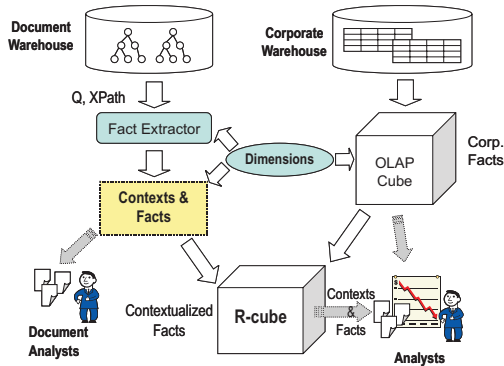 Document
Warehouse
Corporate
Warehouse
Q, XPath
Fact Extractor
Dimensions
OLAP
Cube
Corp.
Facts
Contexts &
Facts
Document
Analysts
Contextualized
Facts
R-cube
Contexts
&
Facts
$
Analysts